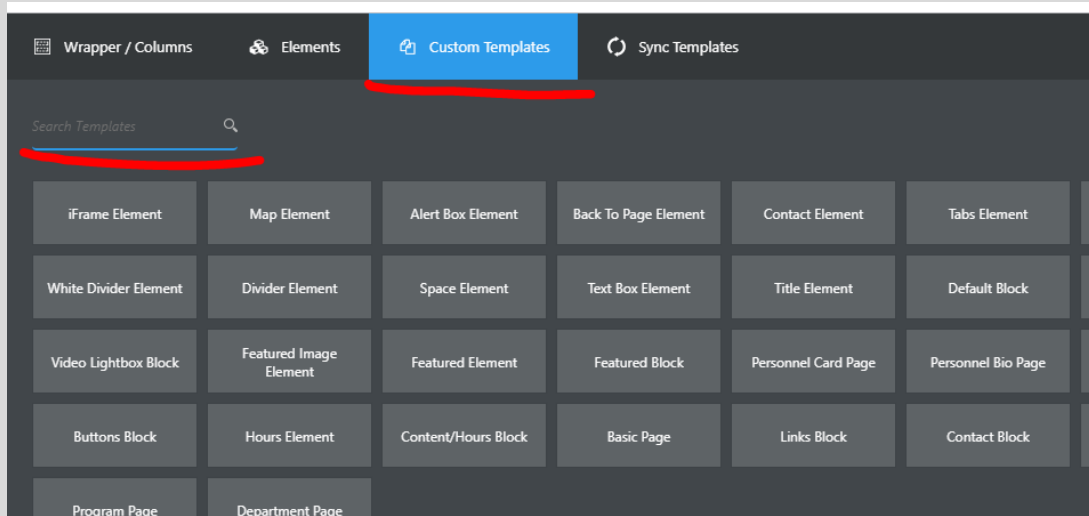 Wrapper / Columns Elements Custom Templates Sync Templates
Search Templates
iFrame Element Map Element Alert Box Element Back To Page Element Contact Element Tabs Element
White Divider Element Divider Element Space Element Text Box Element Title Element Default Block
Video Lightbox Block Featured Image Element Featured Element Featured Block Personnel Card Page Personnel Bio Page
Buttons Block Hours Element Content/Hours Block Basic Page Links Block Contact Block
Program Page Department Page